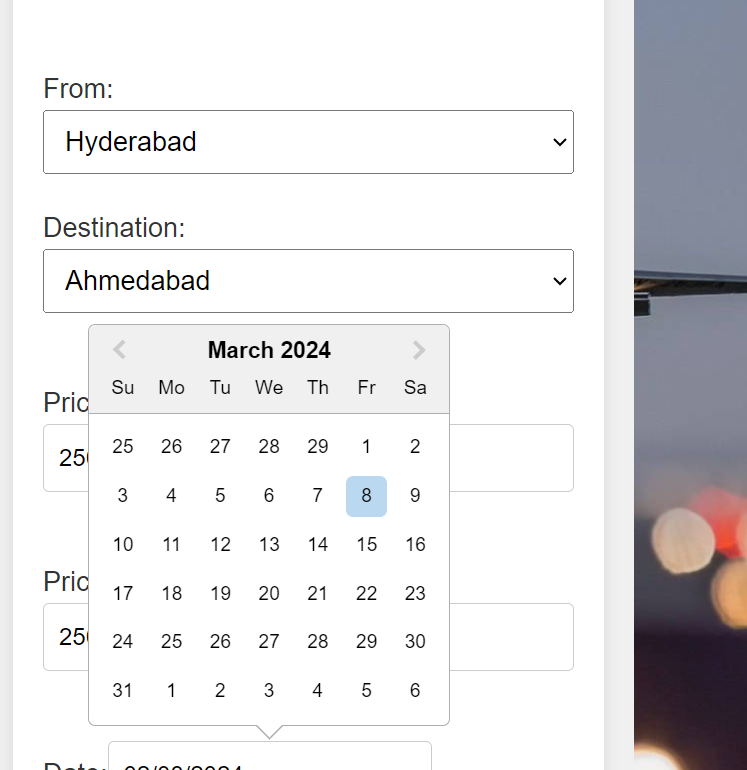 From:
Hyderabad
Destination:
Ahmedabad
March 2024
Su Mo Tu We Th Fr Sa
25 26 27 28 29 1 2
3 4 5 6 7 8 9
10 11 12 13 14 15 16
17 18 19 20 21 22 23
24 25 26 27 28 29 30
31 1 2 3 4 5 6
Date: